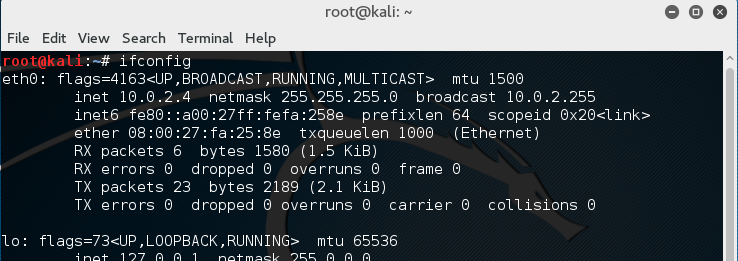 root@kali: ~
File Edit View Search Terminal Help
root@kali:~# ifconfig
eth0: flags=4163<UP,BROADCAST,RUNNING,MULTICAST>  mtu 1500
        inet 10.0.2.4  netmask 255.255.255.0  broadcast 10.0.2.255
        inet6 fe80::a00:27ff:fefa:258e  prefixlen 64  scopeid 0x20<link>
        ether 08:00:27:fa:25:8e  txqueuelen 1000  (Ethernet)
        RX packets 6  bytes 1580 (1.5 KiB)
        RX errors 0  dropped 0  overruns 0  frame 0
        TX packets 23  bytes 2189 (2.1 KiB)
        TX errors 0  dropped 0 overruns 0  carrier 0  collisions 0
lo: flags=73<UP,LOOPBACK,RUNNING>  mtu 65536
        inet 127.0.0.1  netmask 255.0.0.0